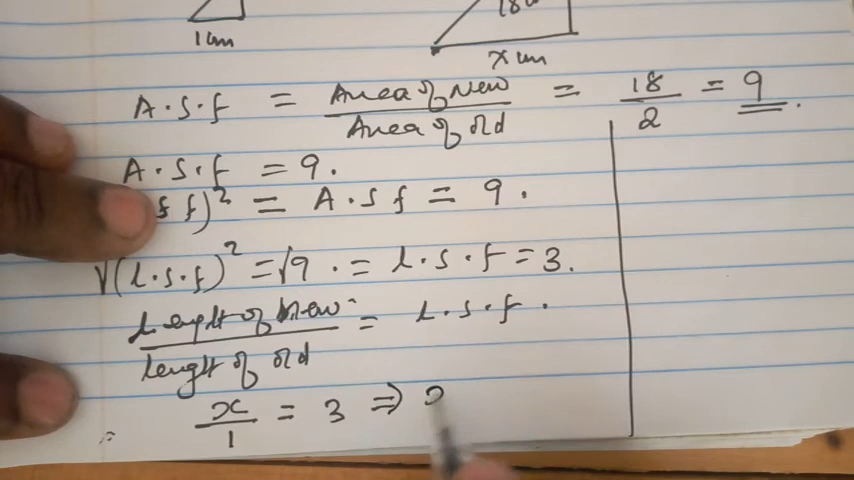 1cm
18
x cm
A.S.f = Area of New / Area of old = 18/2 = 9.
A.S.f = 9.
f)² = A.S f = 9.
√(L.S.f)² = √9 . = L.S.f = 3.
Length of New / Length of old = L.S.f.
x/1 = 3 ⇒